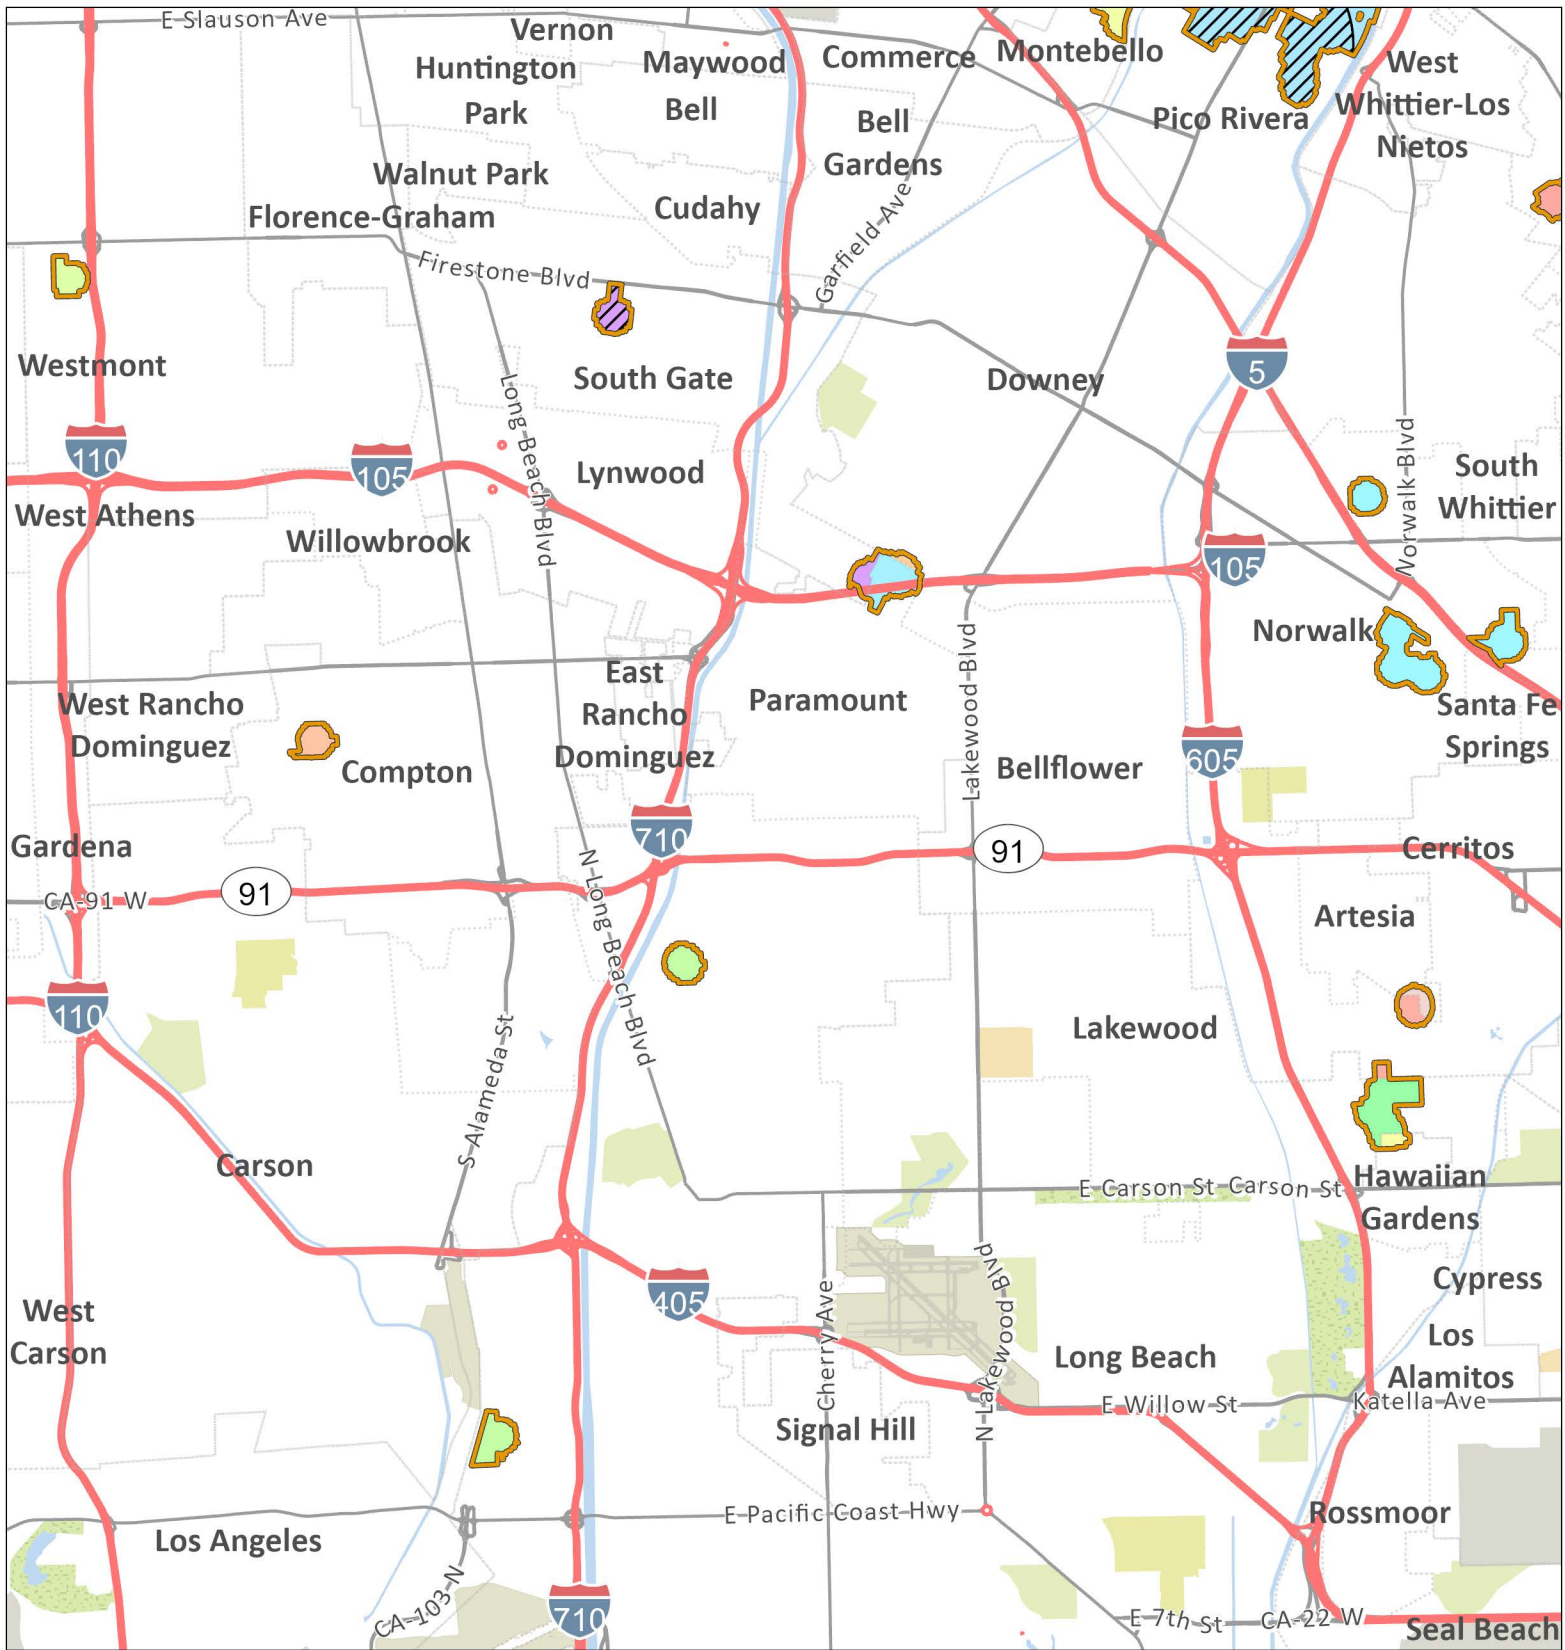 E Slauson Ave
Vernon
Huntington
Park
Maywood
Bell
Commerce
Montebello
West
Whittier-Los
Nietos
Pico Rivera
Bell
Gardens
Walnut Park
Florence-Graham
Cudahy
Garfield Ave
Firestone Blvd
Westmont
South Gate
Downey
5
Long Beach Blvd
110
105
Lynwood
Norwalk Blvd
South
Whittier
West Athens
Willowbrook
105
Norwalk
East
Rancho
Dominguez
Paramount
Lakewood Blvd
West Rancho
Dominguez
Compton
Santa Fe
Springs
605
Bellflower
710
Gardena
91
Cerritos
CA-91 W
91
N Long Beach Blvd
Artesia
110
Lakewood
S Alameda St
Carson
E Carson St
Carson St
Hawaiian
Gardens
N Lakewood Blvd
Cypress
405
West
Carson
Cherry Ave
Los
Alamitos
Long Beach
E Willow St
Katella Ave
Signal Hill
E Pacific Coast Hwy
Rossmoor
Los Angeles
CA-103 N
710
E 7th St
CA-22 W
Seal Beach